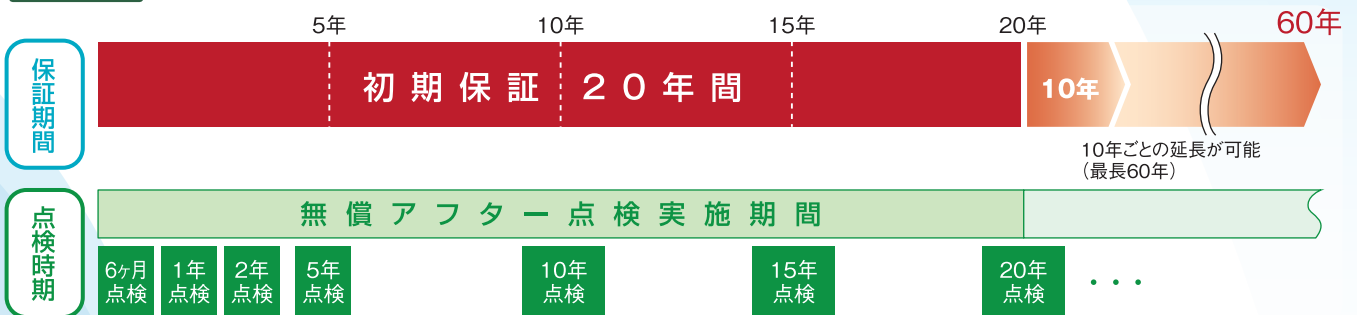 5年
10年
15年
20年
60年
保証期間
初期保証 20年間
10年
10年ごとの延長が可能
(最長60年)
点検時期
無償アフター点検実施期間
6ヶ月
点検
1年
点検
2年
点検
5年
点検
10年
点検
15年
点検
20年
点検
・・・